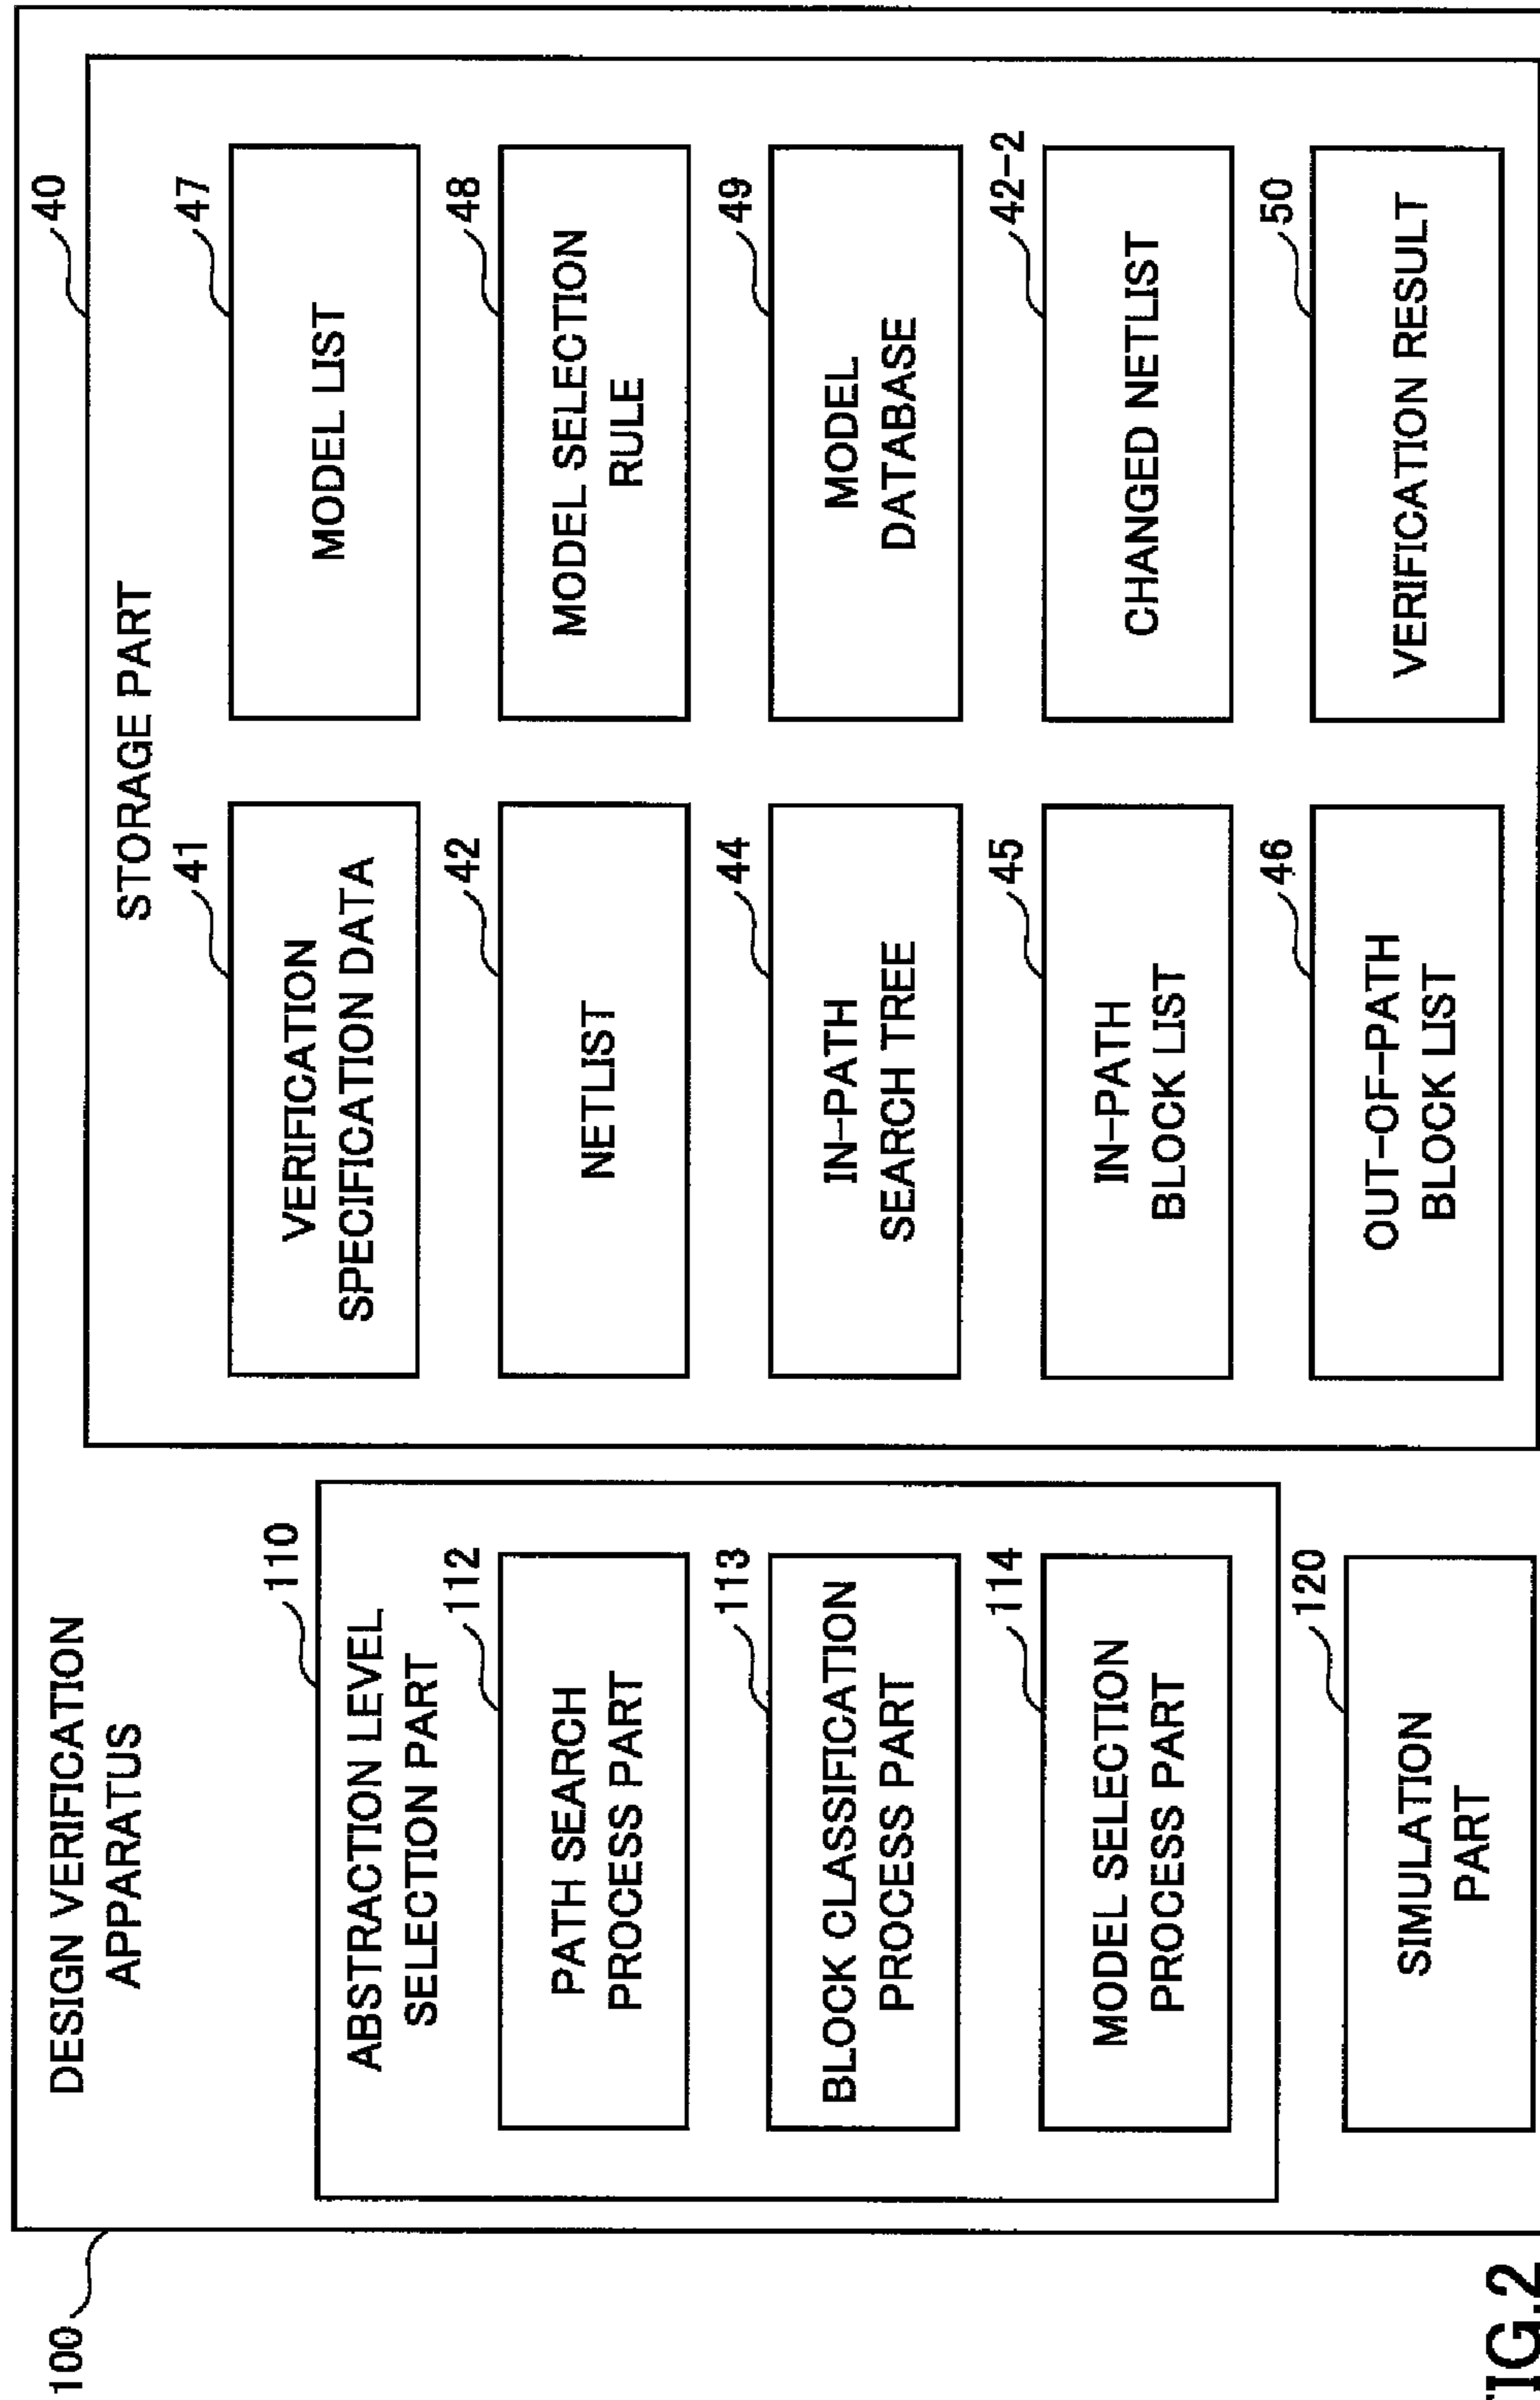 100
DESIGN VERIFICATION
APPARATUS
110
ABSTRACTION LEVEL
SELECTION PART
112
PATH SEARCH
PROCESS PART
113
BLOCK CLASSIFICATION
PROCESS PART
114
MODEL SELECTION
PROCESS PART
120
SIMULATION
PART
40
STORAGE PART
41
VERIFICATION
SPECIFICATION DATA
42
NETLIST
44
IN-PATH
SEARCH TREE
45
IN-PATH
BLOCK LIST
46
OUT-OF-PATH
BLOCK LIST
47
MODEL LIST
48
MODEL SELECTION
RULE
49
MODEL
DATABASE
42-2
CHANGED NETLIST
50
VERIFICATION RESULT
FIG.2